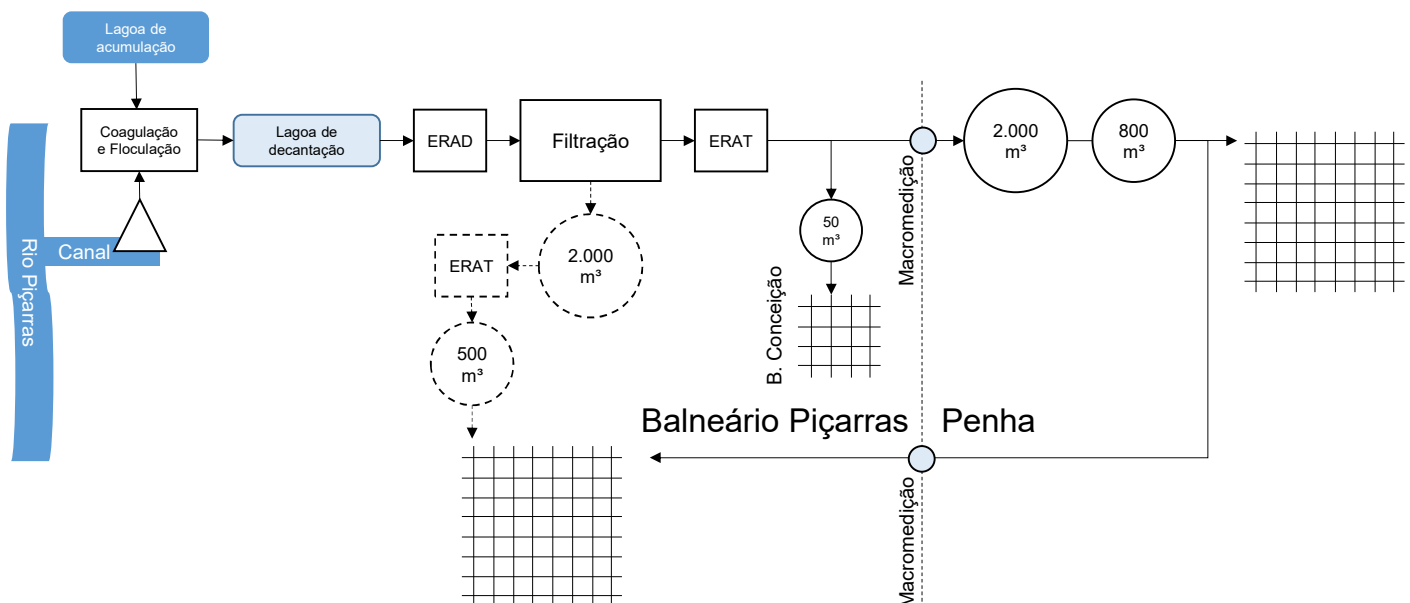 Lagoa de
acumulação
Coagulação
e Floculação
Lagoa de
decantação
ERAD
Filtração
ERAT
Macromedição
2.000
m³
800
m³
Rio Piçarras
Canal
50
m³
B. Conceição
ERAT
2.000
m³
500
m³
Balneário Piçarras
Penha
Macromedição